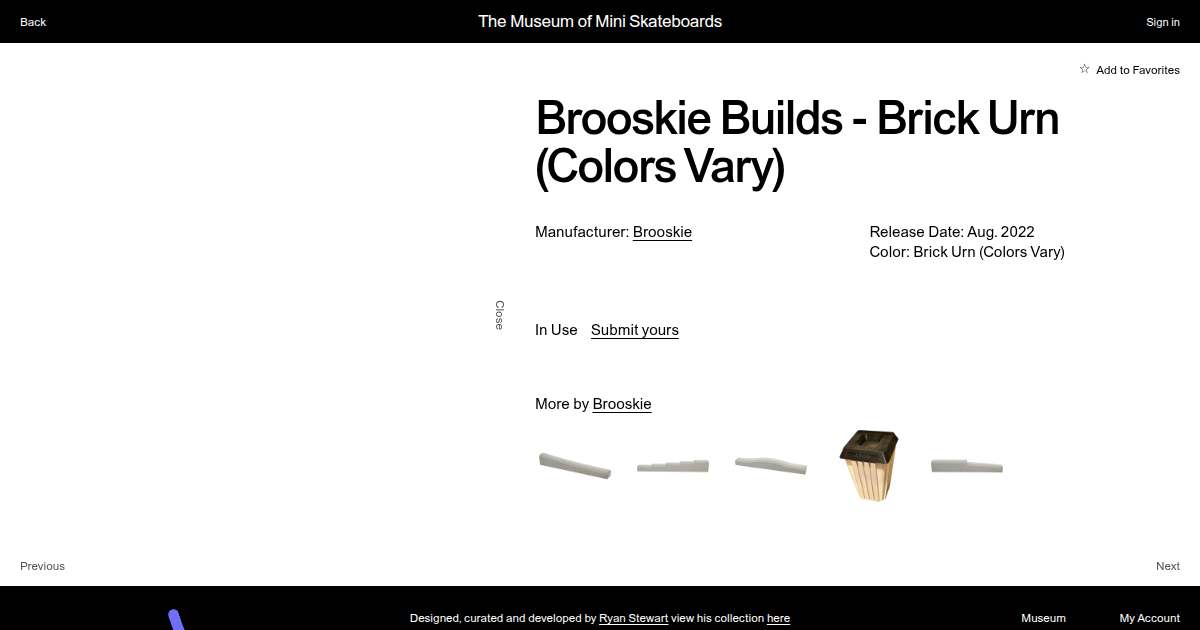 Back
The Museum of Mini Skateboards
Sign in
☆ Add to Favorites
Brooskie Builds - Brick Urn
(Colors Vary)
Manufacturer: Brooskie
Release Date: Aug. 2022
Color: Brick Urn (Colors Vary)
Close
In Use Submit yours
More by Brooskie
Previous
Next
Designed, curated and developed by Ryan Stewart view his collection here
Museum
My Account